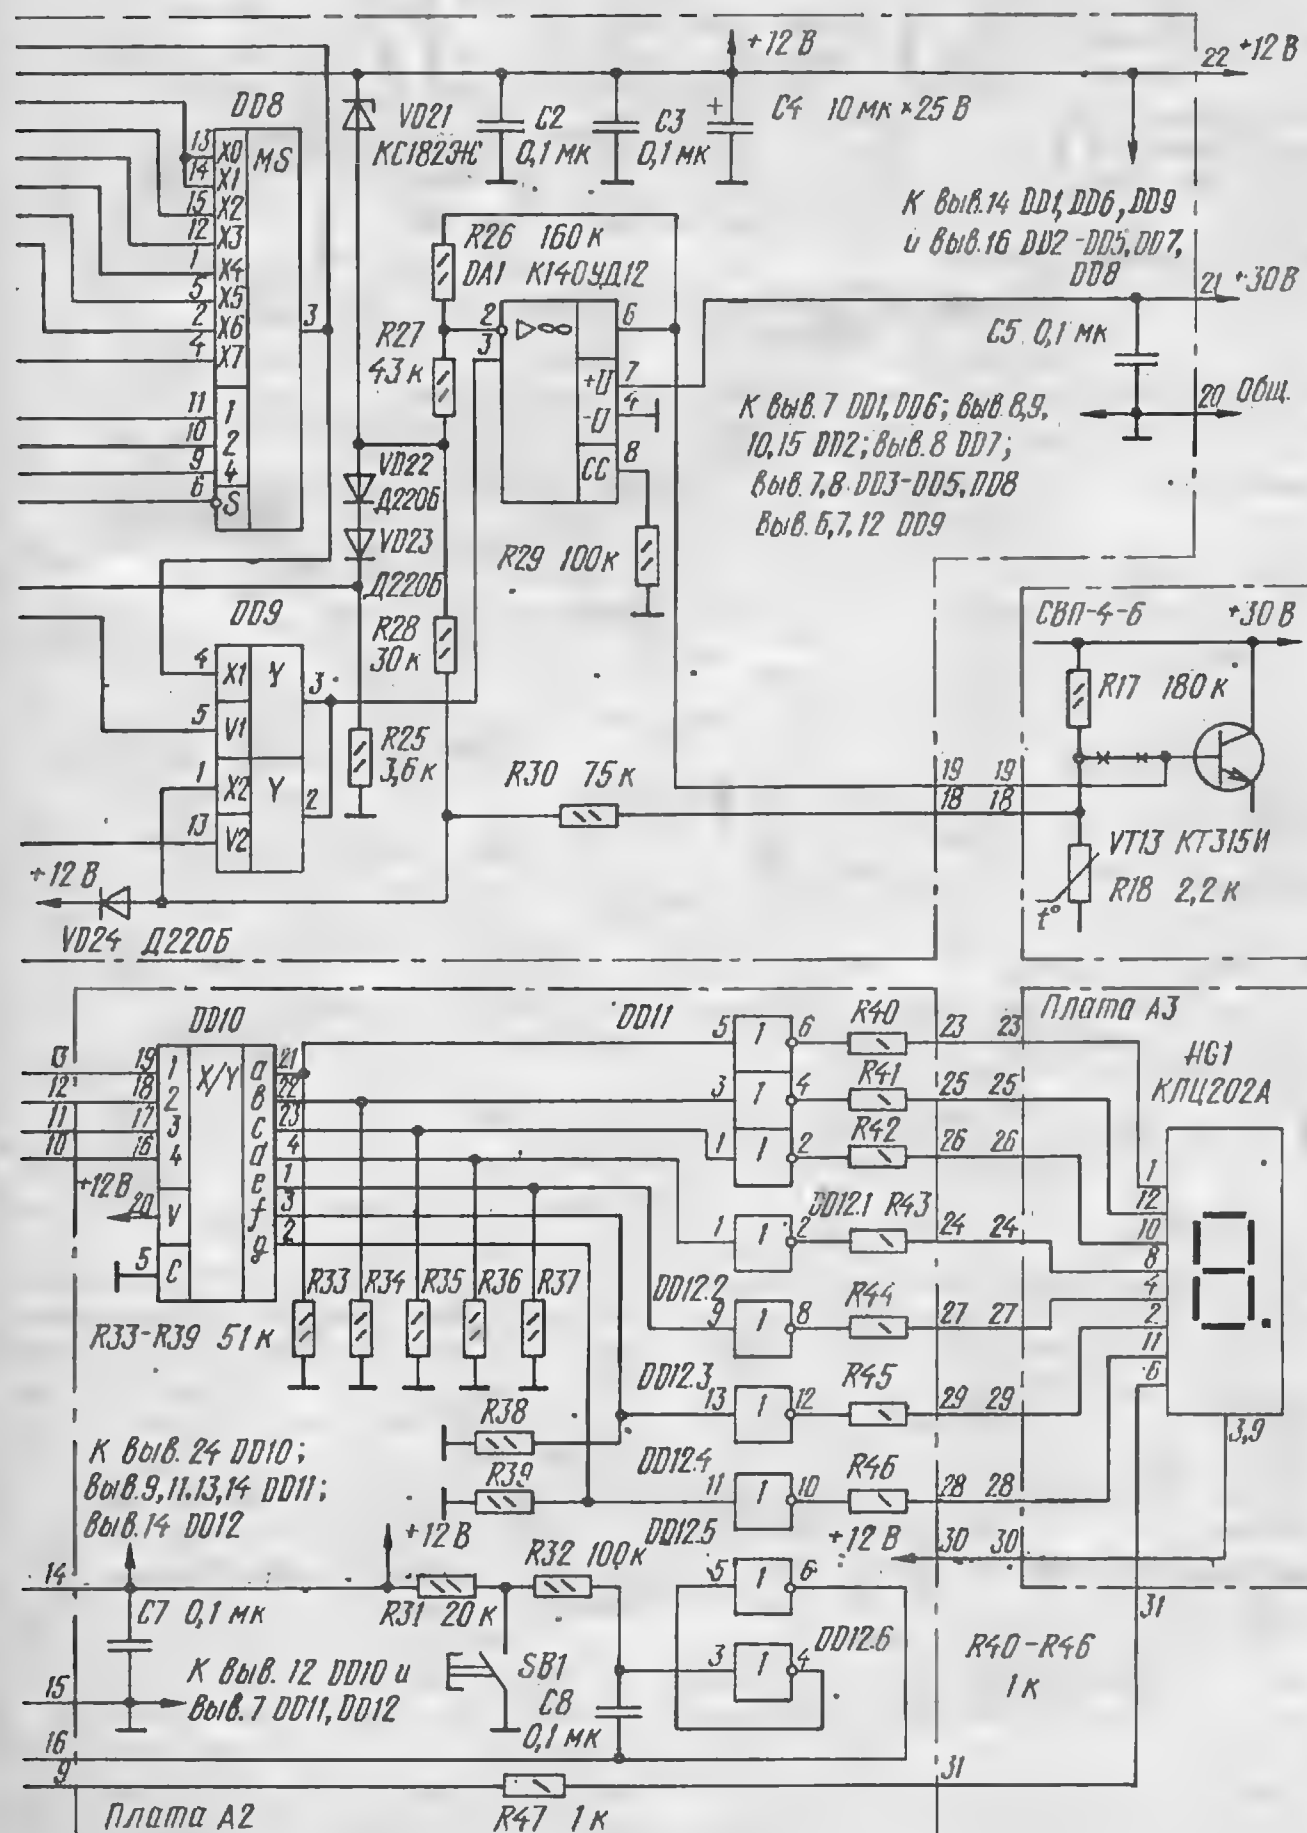 +12 В
22 +12 В
DD8
VD21
КС182Ж
C2
0,1 мк
C3
0,1 мк
+
C4 10 мк × 25 В
13 X0 MS
14 X1
15 X2
12 X3
1 X4
5 X5
2 X6
4 X7
3
11 1
10 2
9 4
6 S
К выв.14 DD1, DD6, DD9
и выв.16 DD2 - DD5, DD7,
DD8
R26 160 к
DA1 К140УД12
21 +30 В
C5 0,1 мк
R27
43 к
2 ▷∞ 6
3
+U 7
-U 4
CC 8
20 Общ.
К выв. 7 DD1, DD6; выв. 8,9,
10,15 DD2; выв. 8 DD7;
выв. 7,8 DD3-DD5, DD8
выв. 6,7,12 DD9
VD22
Д220Б
VD23
Д220Б
R29 100к
DD9
R28
30 к
СВП-4-6 +30 В
R17 180 к
4 X1 Y 3
5 V1
1 X2 Y 2
13 V2
R25
3,6 к
R30 75 к
19 19
18 18
VT13 КТ315И
R18 2,2 к
t°
+12 В
VD24 Д220Б
DD10
DD11
Плата А3
HG1
КЛЦ202А
13 19 1 X/Y a 21
12 18 2 b 22
11 17 3 c 23
10 16 4 d 4
e 1
f 3
g 2
+12В
20 V
5 C
5 1 6 R40 23 23
3 1 4 R41 25 25
1 1 2 R42 26 26
1 1 2 DD12.1 R43 24 24
DD12.2 9 1 8 R44 27 27
DD12.3 13 1 12 R45 29 29
DD12.4 11 1 10 R46 28 28
1
12
10
8
4
2
11
6
3,9
R33 R34 R35 R36 R37
R33-R39 51 к
R38
R39
К выв. 24 DD10;
выв.9,11,13,14 DD11;
выв.14 DD12
+12 В
DD12.5
+12 В 30 30
14
R31 20 к
R32 100к
5 1 6
31
C7 0,1 мк
DD12.6
3 1 4
R40-R46
1 к
К выв. 12 DD10 и
выв. 7 DD11, DD12
SB1
C8
0,1 мк
15
16
9
31
R47 1 к
Плата А2